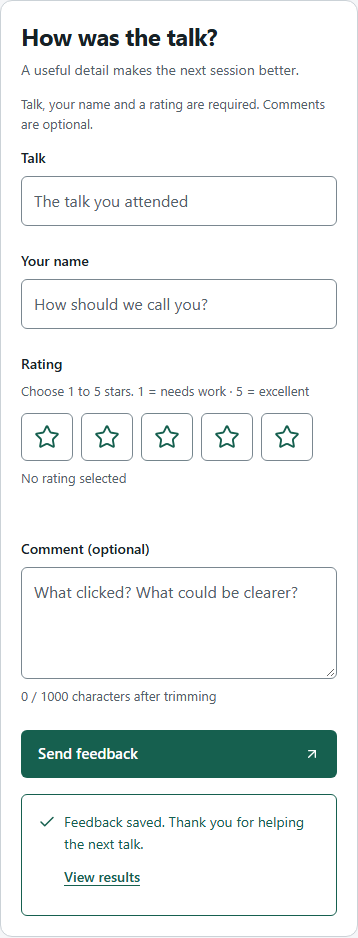 How was the talk?
A useful detail makes the next session better.
Talk, your name and a rating are required. Comments
are optional.
Talk
The talk you attended
Your name
How should we call you?
Rating
Choose 1 to 5 stars. 1 = needs work · 5 = excellent
No rating selected
Comment (optional)
What clicked? What could be clearer?
0 / 1000 characters after trimming
Send feedback
Feedback saved. Thank you for helping
the next talk.
View results